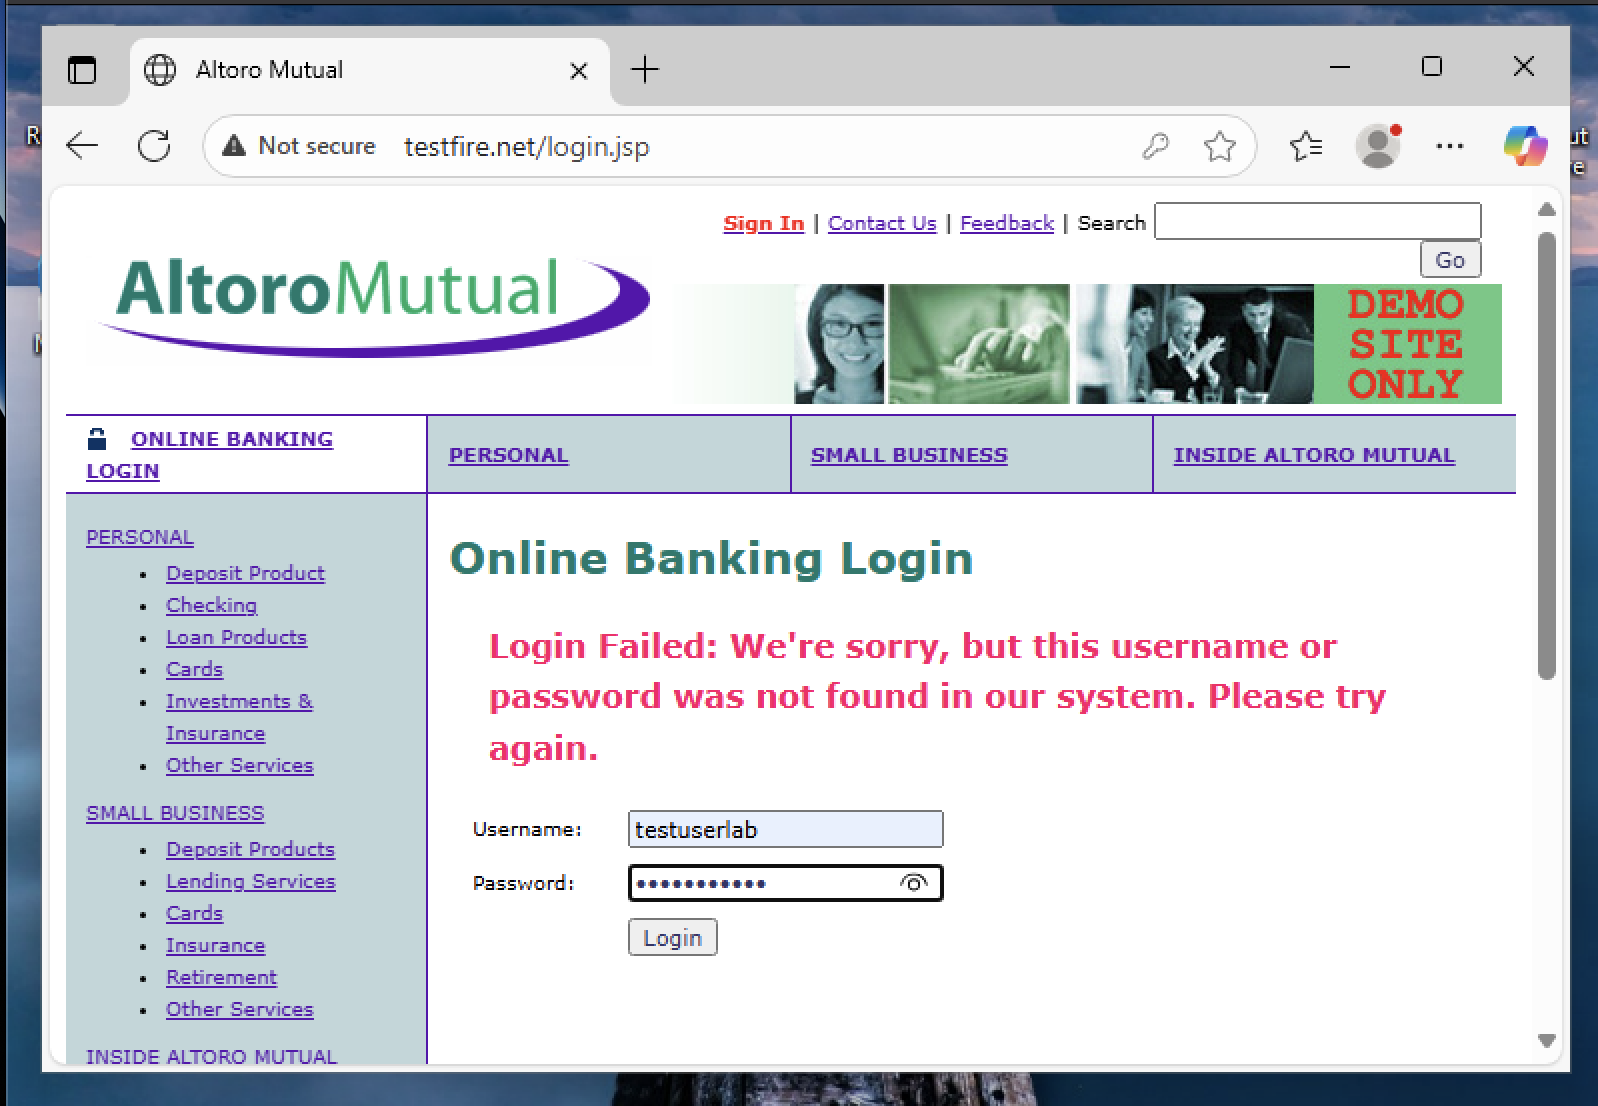 Altoro Mutual
Not secure testfire.net/login.jsp
Sign In | Contact Us | Feedback | Search
Go
AltoroMutual
DEMO
SITE
ONLY
ONLINE BANKING
LOGIN
PERSONAL
SMALL BUSINESS
INSIDE ALTORO MUTUAL
PERSONAL
Deposit Product
Checking
Loan Products
Cards
Investments &
Insurance
Other Services
SMALL BUSINESS
Deposit Products
Lending Services
Cards
Insurance
Retirement
Other Services
INSIDE ALTORO MUTUAL
Online Banking Login
Login Failed: We're sorry, but this username or
password was not found in our system. Please try
again.
Username: testuserlab
Password: •••••••••••
Login